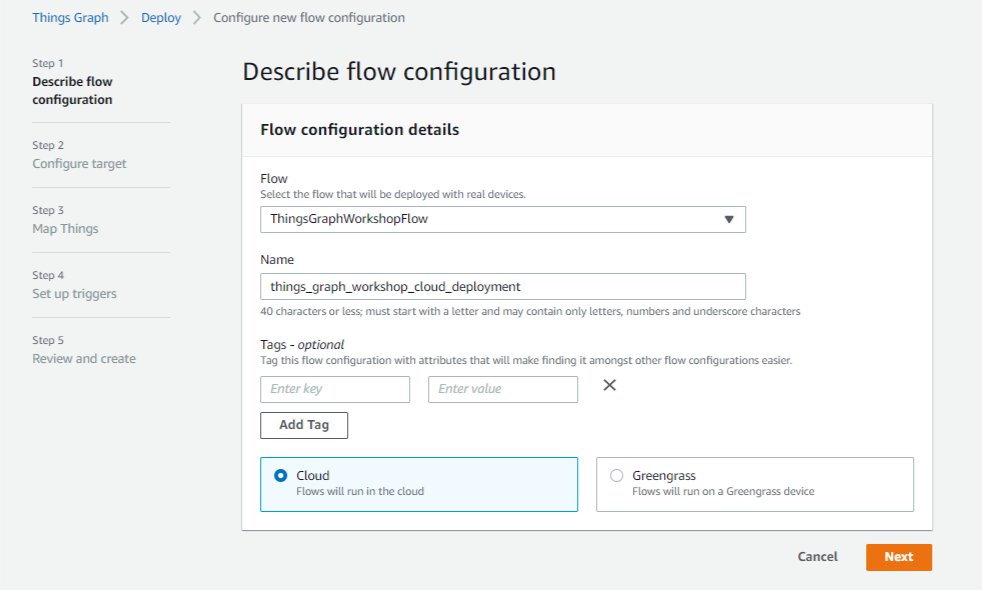 Things Graph > Deploy > Configure new flow configuration
Step 1
Describe flow
configuration
Step 2
Configure target
Step 3
Map Things
Step 4
Set up triggers
Step 5
Review and create
Describe flow configuration
Flow configuration details
Flow
Select the flow that will be deployed with real devices.
ThingsGraphWorkshopFlow
Name
things_graph_workshop_cloud_deployment
40 characters or less; must start with a letter and may contain only letters, numbers and underscore characters
Tags - optional
Tag this flow configuration with attributes that will make finding it amongst other flow configurations easier.
Enter key Enter value
Add Tag
Cloud
Flows will run in the cloud
Greengrass
Flows will run on a Greengrass device
Cancel Next